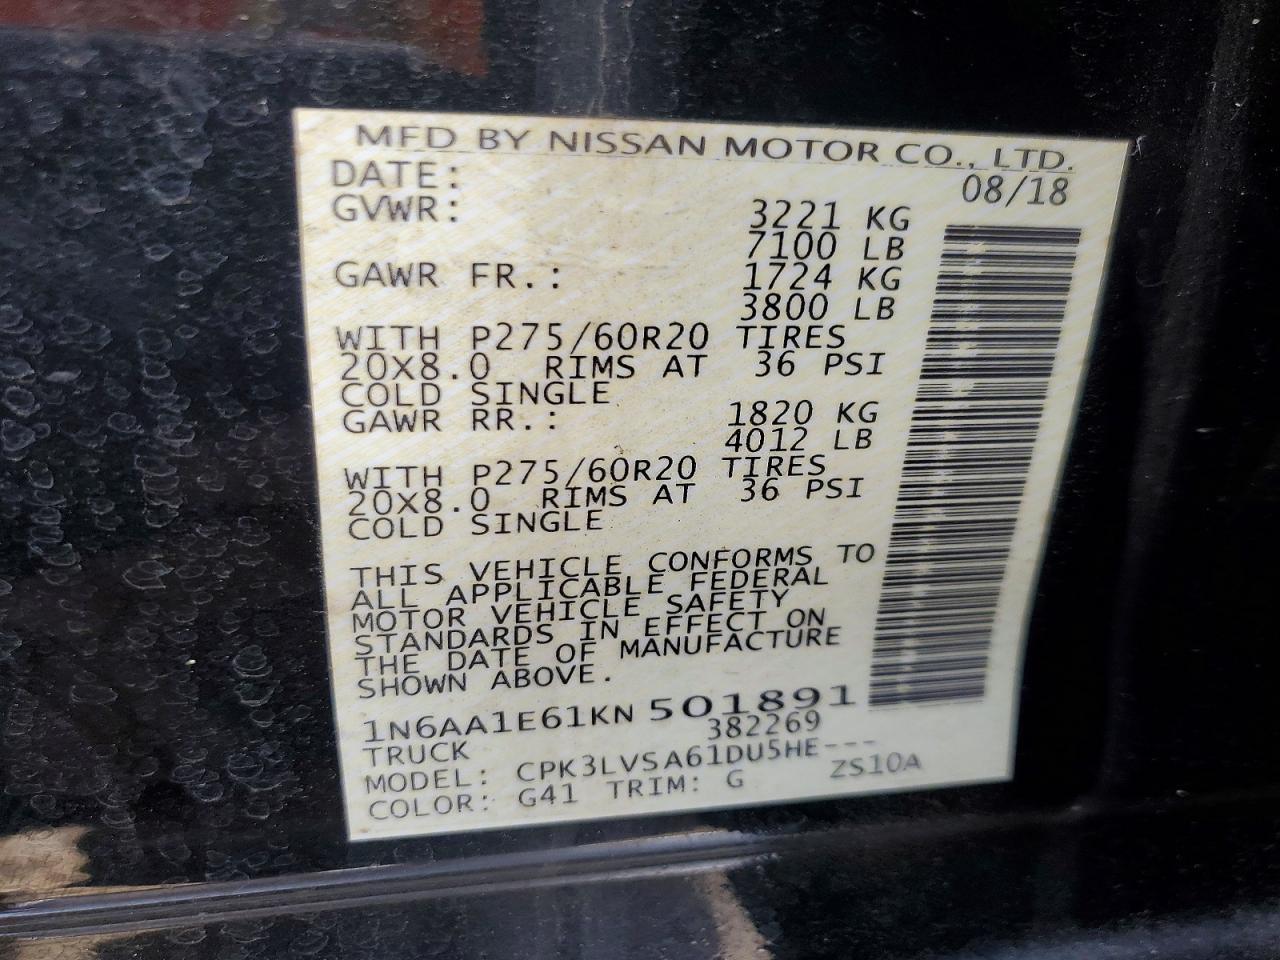 MFD BY NISSAN MOTOR CO., LTD.
DATE: 08/18
GVWR: 3221 KG
7100 LB
GAWR FR.: 1724 KG
3800 LB
WITH P275/60R20 TIRES
20X8.0 RIMS AT 36 PSI
COLD SINGLE
GAWR RR.: 1820 KG
4012 LB
WITH P275/60R20 TIRES
20X8.0 RIMS AT 36 PSI
COLD SINGLE
THIS VEHICLE CONFORMS TO
ALL APPLICABLE FEDERAL
MOTOR VEHICLE SAFETY
STANDARDS IN EFFECT ON
THE DATE OF MANUFACTURE
SHOWN ABOVE.
1N6AA1E61KN 501891
TRUCK 382269
MODEL: CPK3LVSA61DU5HE---
COLOR: G41 TRIM: G ZS10A